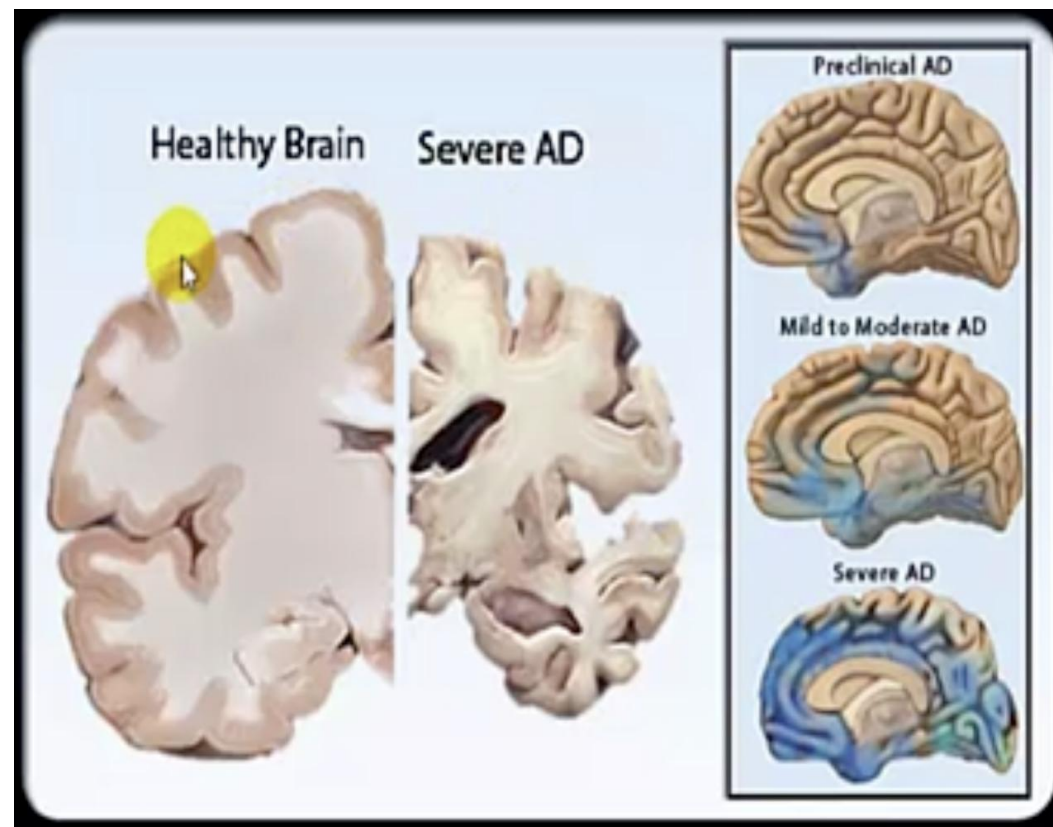 Healthy Brain
Severe AD
Preclinical AD
Mild to Moderate AD
Severe AD